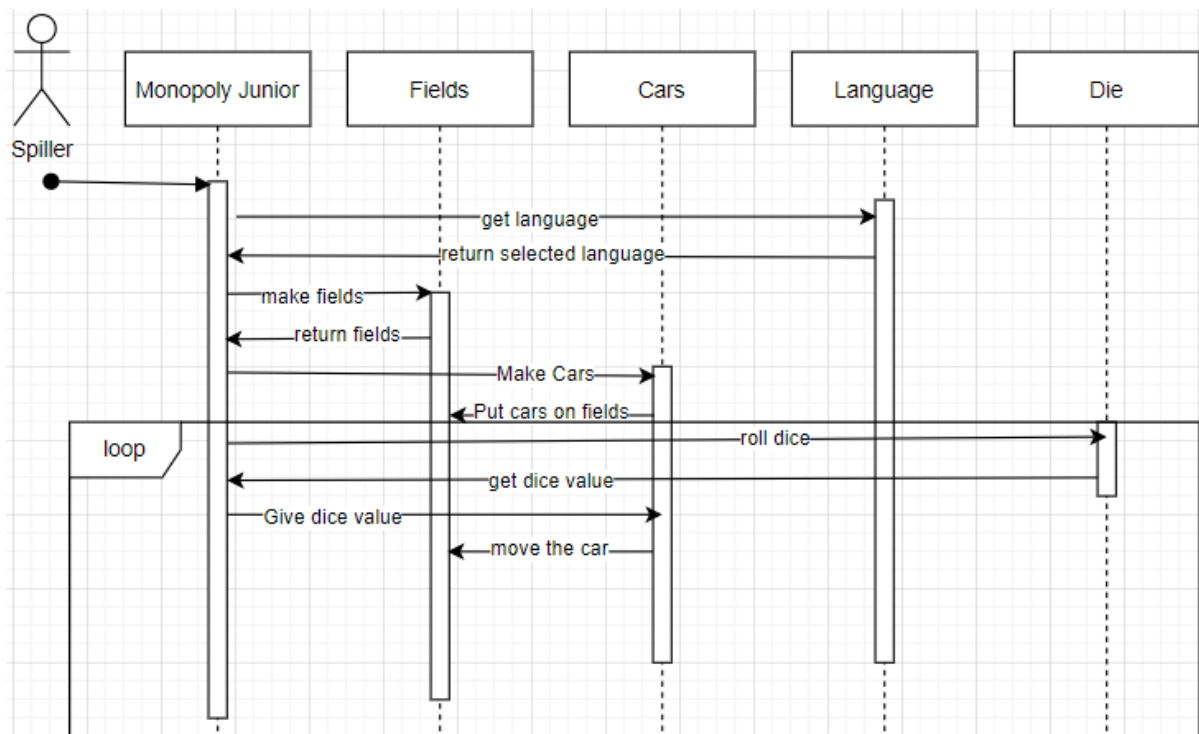 Spiller
Monopoly Junior
Fields
Cars
Language
Die
get language
return selected language
make fields
return fields
Make Cars
Put cars on fields
loop
roll dice
get dice value
Give dice value
move the car